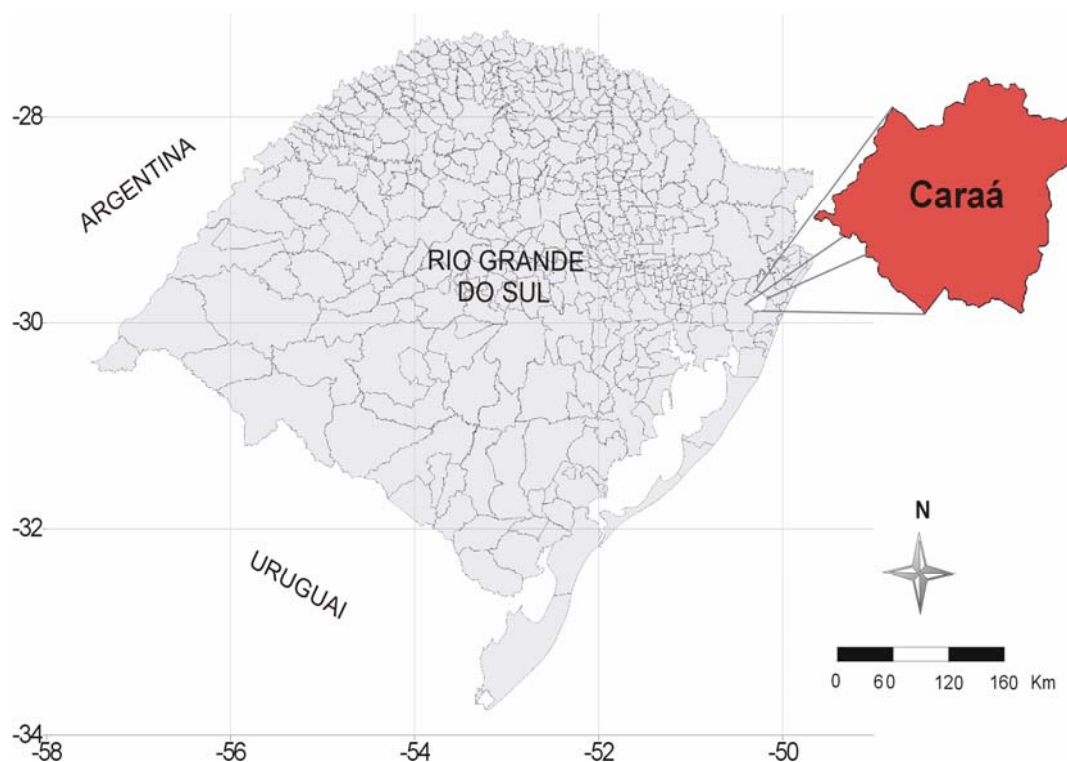 -28
-30
-32
-34
-58
-56
-54
-52
-50
ARGENTINA
RIO GRANDE
DO SUL
URUGUAI
Caraá
N
0 60 120 160 Km